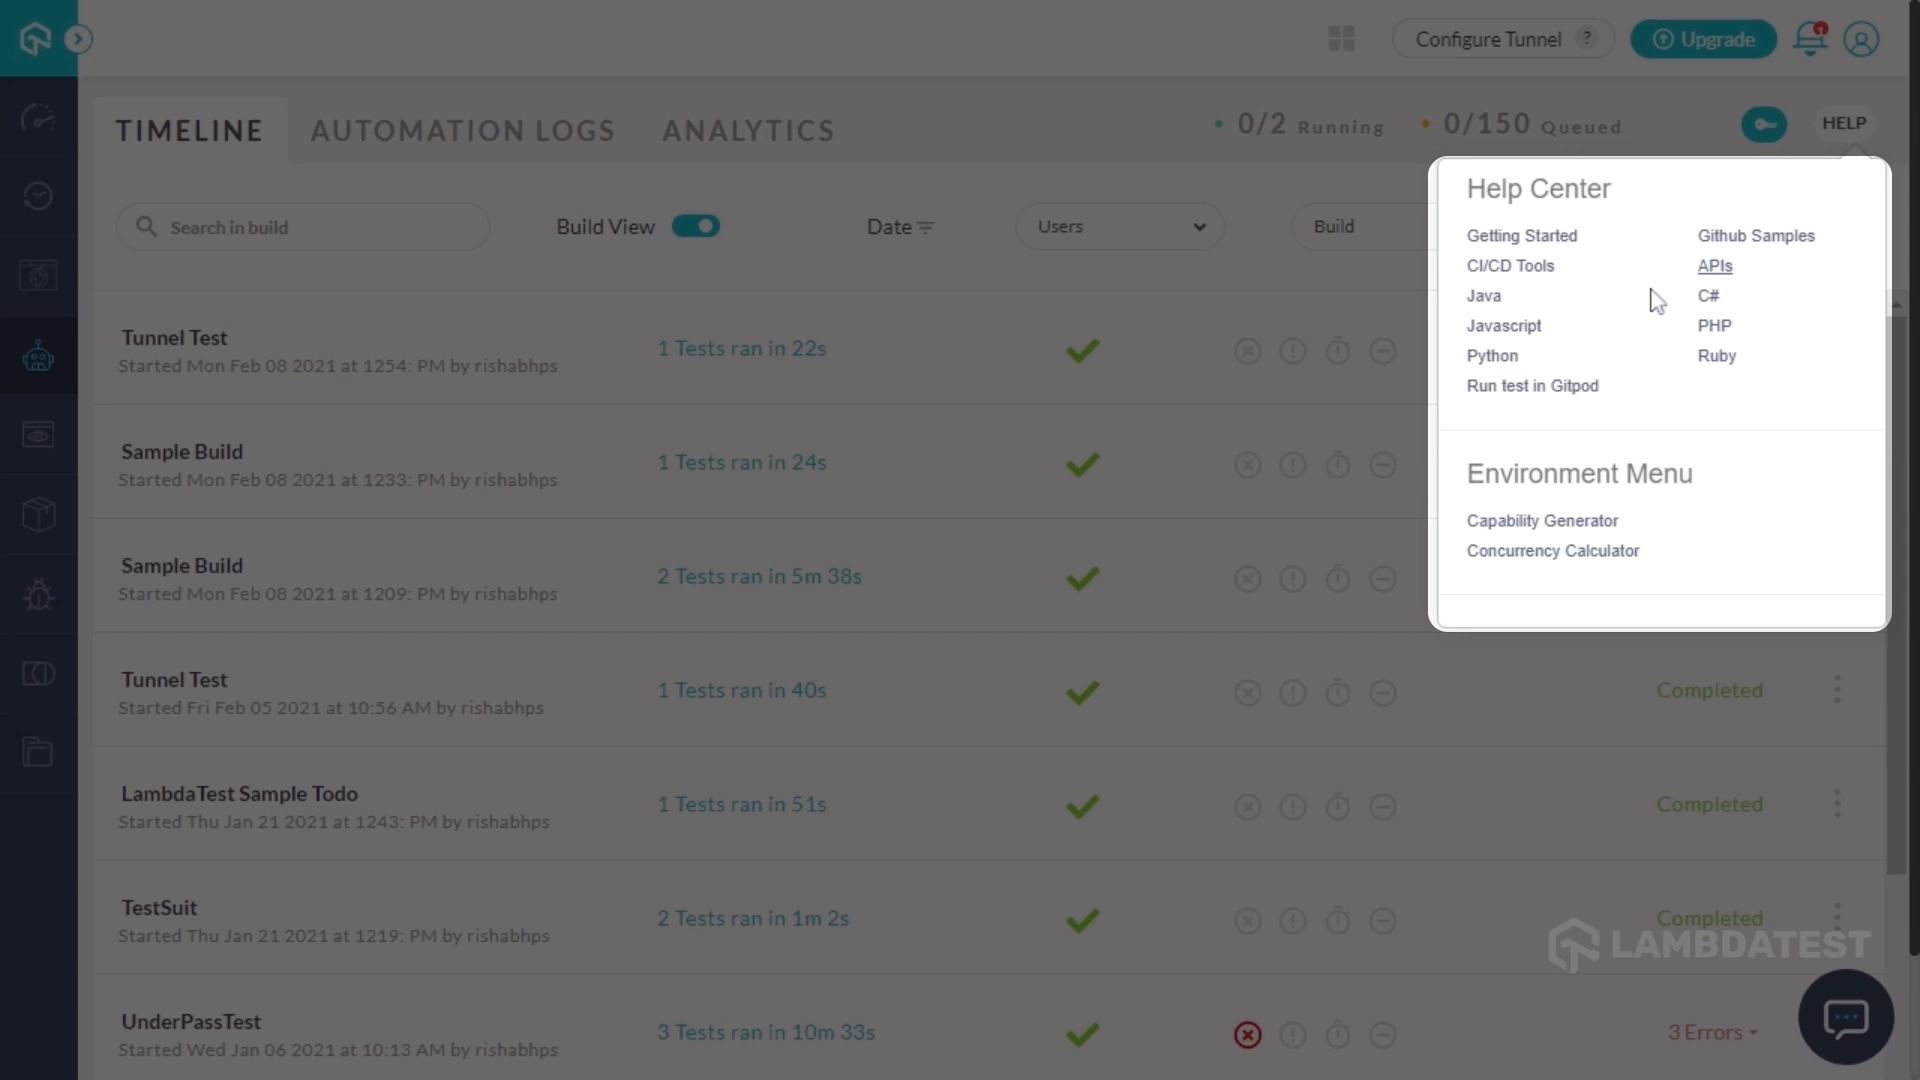 Configure Tunnel ?
Upgrade
1
TIMELINE
AUTOMATION LOGS
ANALYTICS
0/2 Running
0/150 Queued
HELP
Search in build
Build View
Date
Users
Build
Help Center
Getting Started
Github Samples
CI/CD Tools
APIs
Java
C#
Javascript
PHP
Python
Ruby
Run test in Gitpod
Environment Menu
Capability Generator
Concurrency Calculator
Tunnel Test
Started Mon Feb 08 2021 at 1254: PM by rishabhps
1 Tests ran in 22s
Sample Build
Started Mon Feb 08 2021 at 1233: PM by rishabhps
1 Tests ran in 24s
Sample Build
Started Mon Feb 08 2021 at 1209: PM by rishabhps
2 Tests ran in 5m 38s
Tunnel Test
Started Fri Feb 05 2021 at 10:56 AM by rishabhps
1 Tests ran in 40s
Completed
LambdaTest Sample Todo
Started Thu Jan 21 2021 at 1243: PM by rishabhps
1 Tests ran in 51s
Completed
TestSuit
Started Thu Jan 21 2021 at 1219: PM by rishabhps
2 Tests ran in 1m 2s
Completed
LAMBDATEST
UnderPassTest
Started Wed Jan 06 2021 at 10:13 AM by rishabhps
3 Tests ran in 10m 33s
3 Errors